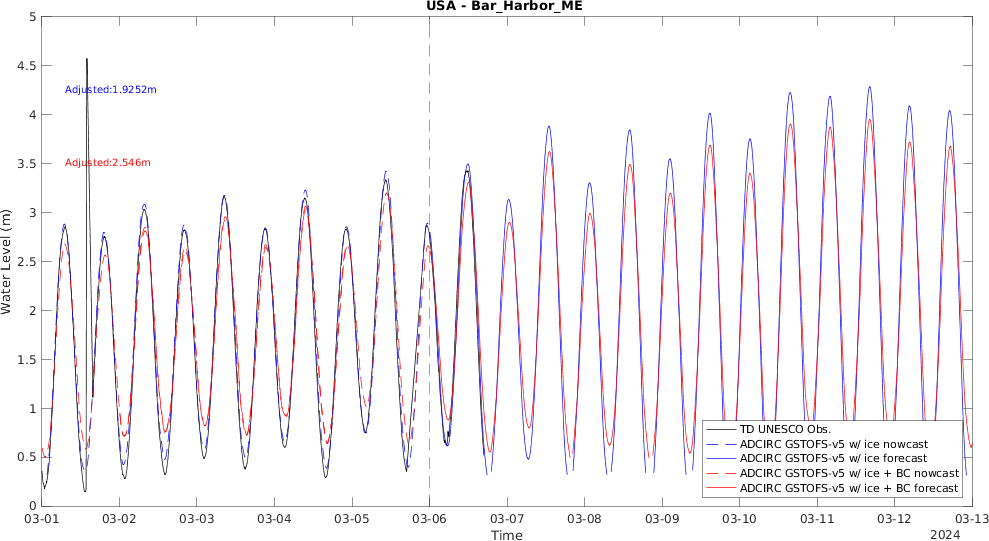 USA - Bar_Harbor_ME
5
4.5
4
3.5
3
2.5
2
1.5
1
0.5
0
Water Level (m)
Adjusted:1.9252m
Adjusted:2.546m
TD UNESCO Obs.
ADCIRC GSTOFS-v5 w/ ice nowcast
ADCIRC GSTOFS-v5 w/ ice forecast
ADCIRC GSTOFS-v5 w/ ice + BC nowcast
ADCIRC GSTOFS-v5 w/ ice + BC forecast
03-01 03-02 03-03 03-04 03-05 03-06 03-07 03-08 03-09 03-10 03-11 03-12 03-13
Time
2024